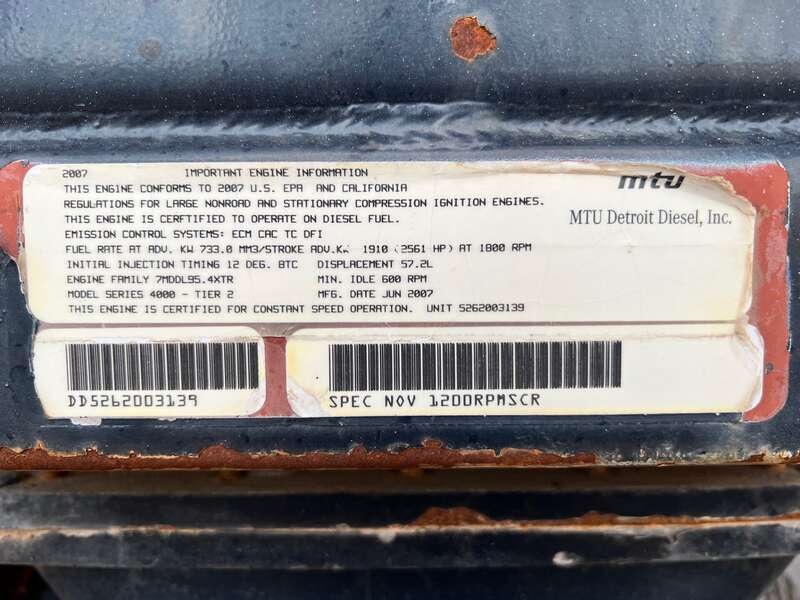 2007 IMPORTANT ENGINE INFORMATION
THIS ENGINE CONFORMS TO 2007 U.S. EPA AND CALIFORNIA
REGULATIONS FOR LARGE NONROAD AND STATIONARY COMPRESSION IGNITION ENGINES.
THIS ENGINE IS CERFTIFIED TO OPERATE ON DIESEL FUEL.
EMISSION CONTROL SYSTEMS: ECM CAC TC DFI
FUEL RATE AT ADV. KW 733.0 MM3/STROKE ADV.KW 1910 (2561 HP) AT 1800 RPM
INITIAL INJECTION TIMING 12 DEG. BTC DISPLACEMENT 57.2L
ENGINE FAMILY 7MDDL95.4XTR MIN. IDLE 600 RPM
MODEL SERIES 4000 - TIER 2 MFG. DATE JUN 2007
THIS ENGINE IS CERTIFIED FOR CONSTANT SPEED OPERATION. UNIT 5262003139
mtu
MTU Detroit Diesel, Inc.
DD5262003139
SPEC NOV 1200RPMSCR